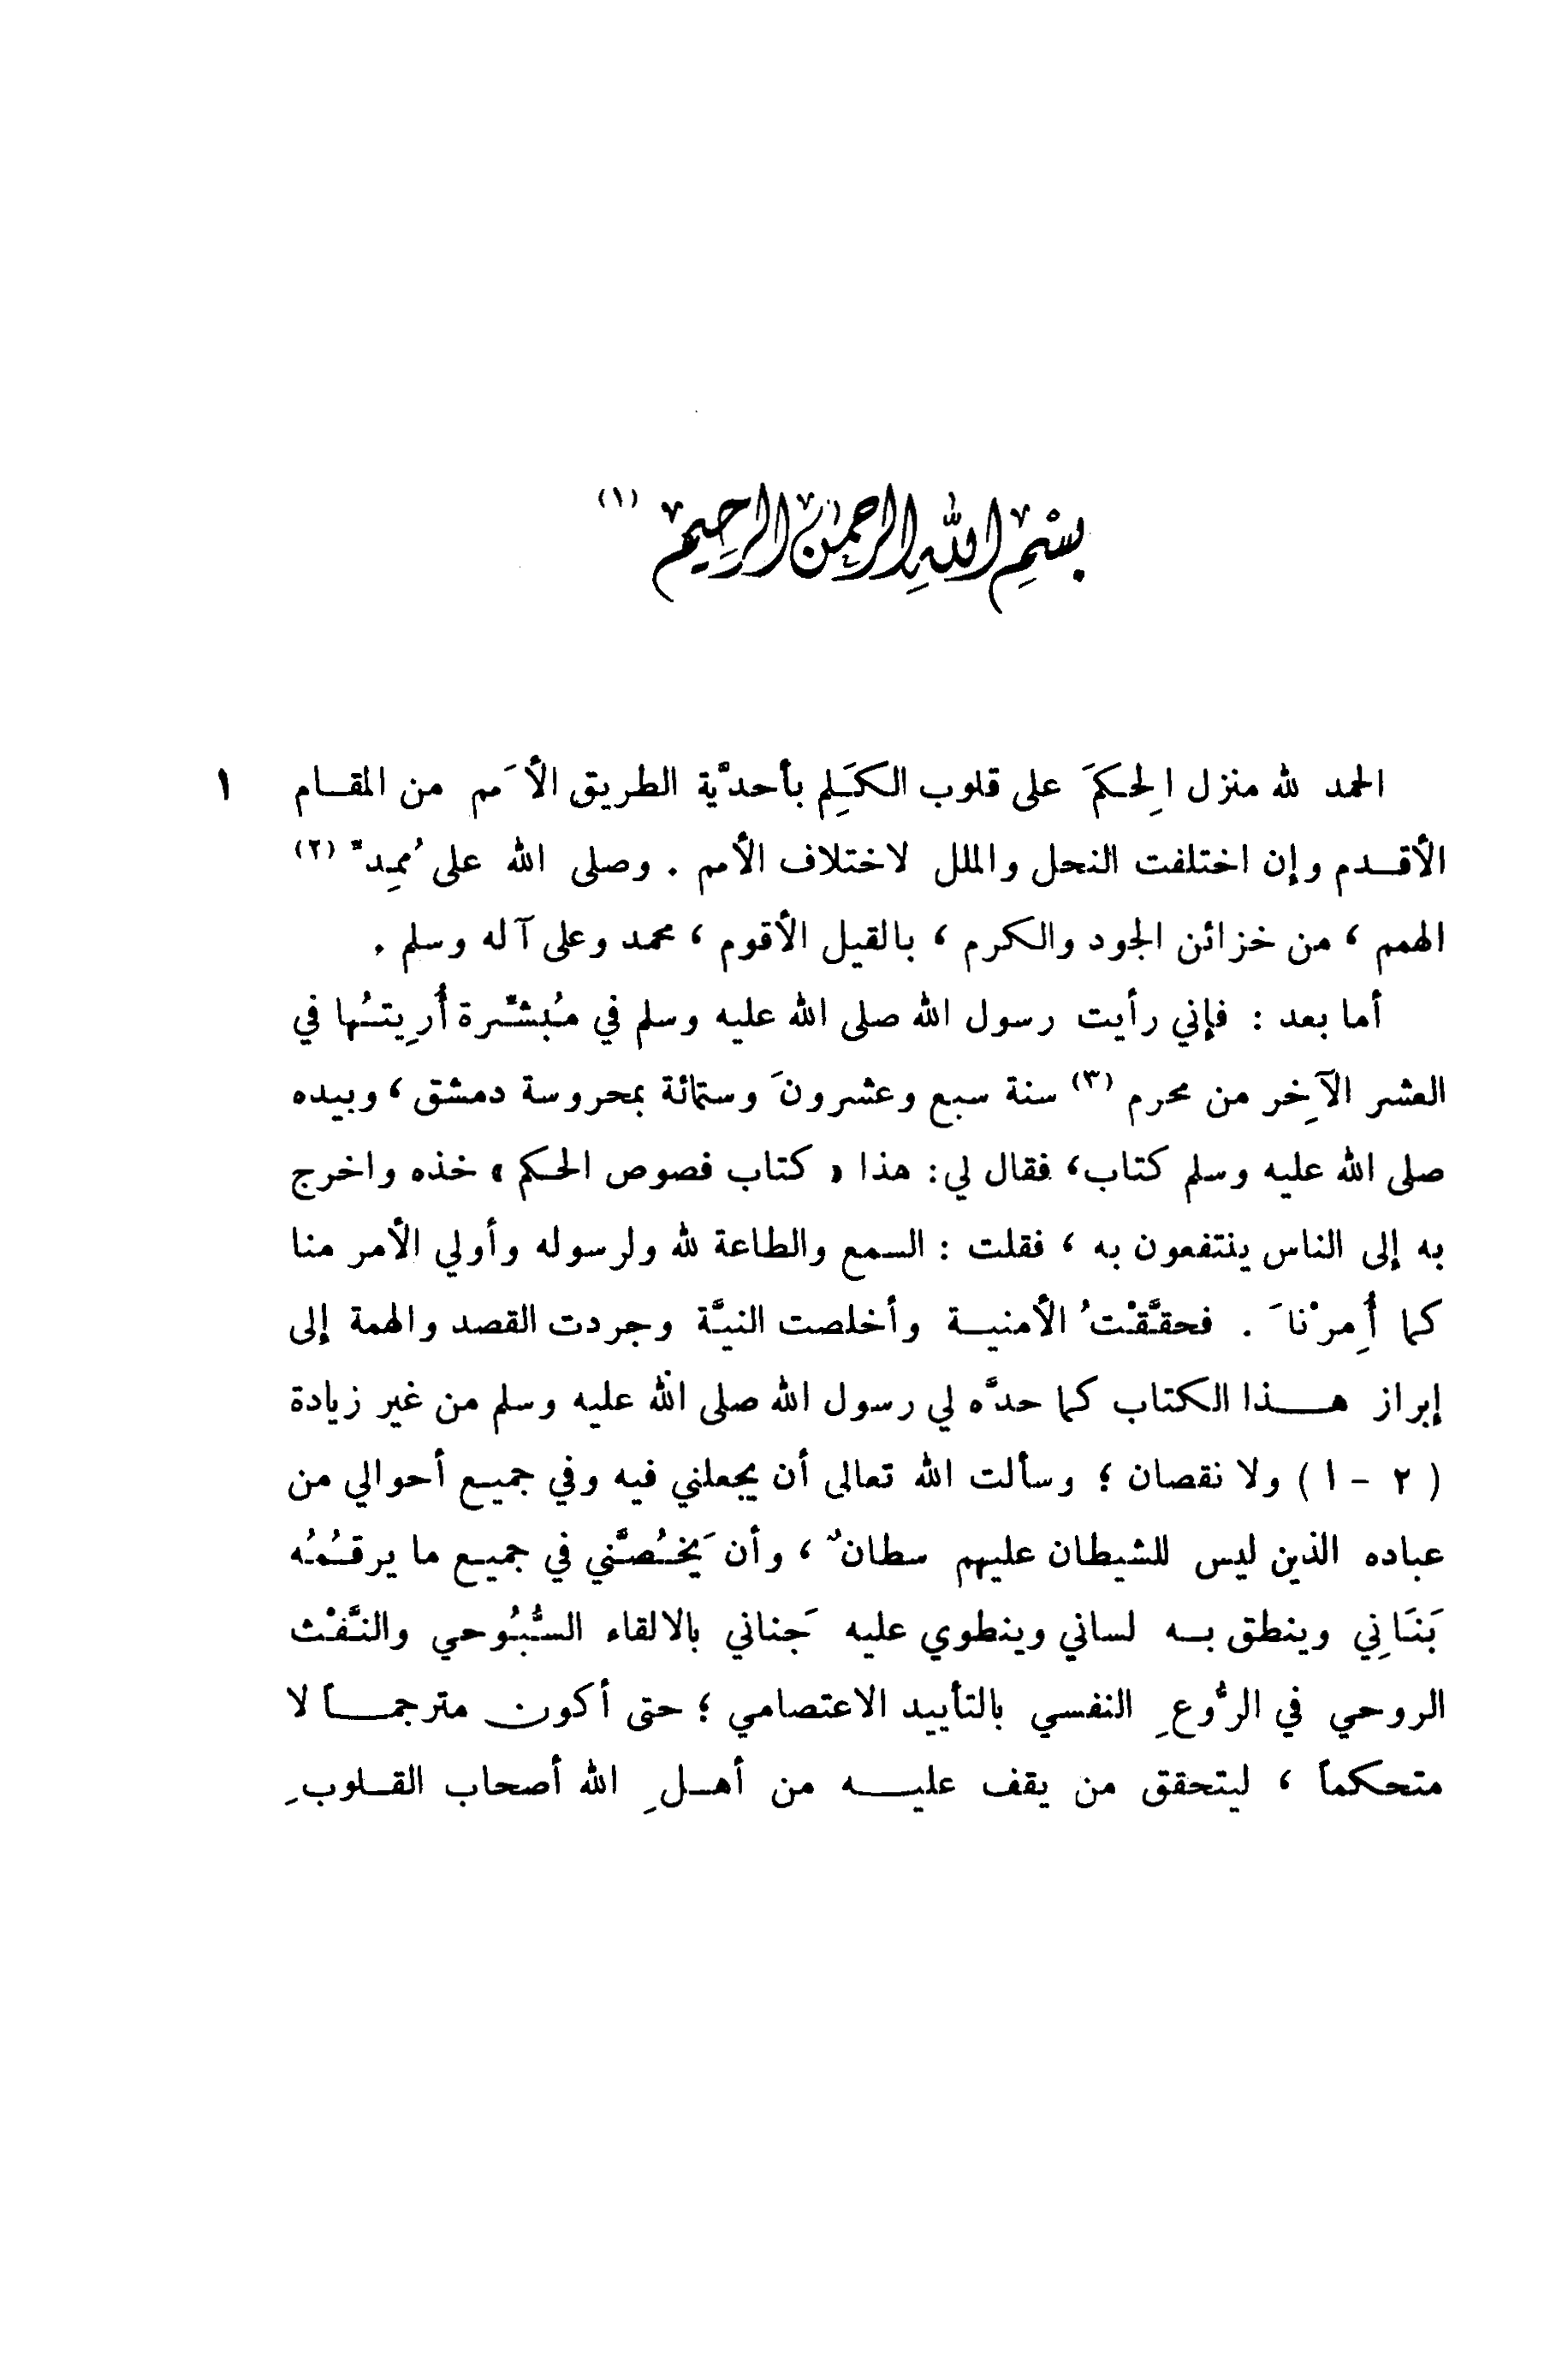 بسم الله الرحمن الرحيم (١)
الحمد لله منزل الحِكمَ على قلوب الكَلِم بأحديَّة الطريق الأَمم من المقام ١
الأقدم وإن اختلفت النحل والملل لاختلاف الأمم . وصلى الله على مُمِدِّ (٢)
الهمم ، من خزائن الجود والكرم ، بالقيل الأقوم ، محمد وعلى آله وسلم .
أما بعد : فإني رأيت رسول الله صلى الله عليه وسلم في مُبشِّرة أُرِيتُها في
العشر الآخِر من محرم (٣) سنة سبع وعشرونَ وستمائة بمحروسة دمشق ، وبيده
صلى الله عليه وسلم كتاب، فقال لي: هذا « كتاب فصوص الحكم » خذه واخرج
به إلى الناس ينتفعون به ، فقلت : السمع والطاعة لله ولرسوله وأولي الأمر منا
كما أُمِرْنَا . فحقَّقْتُ الأمنية وأخلصت النيَّة وجردت القصد والهمة إلى
إبراز هذا الكتاب كما حدَّه لي رسول الله صلى الله عليه وسلم من غير زيادة
( ٢ - ١ ) ولا نقصان ؛ وسألت الله تعالى أن يجعلني فيه وفي جميع أحوالي من
عباده الذين ليس للشيطان عليهم سطانٌ ، وأن يَخُصَّني في جميع ما يرقُمُه
بَنَانِي وينطق به لساني وينطوي عليه جَناني بالالقاء السُّبُوحي والنَّفْث
الروحي في الرُّوعِ النفسي بالتأييد الاعتصامي ؛ حتى أكون مترجماً لا
متحكماً ، ليتحقق من يقف عليه من أهلِ الله أصحاب القلوبِ